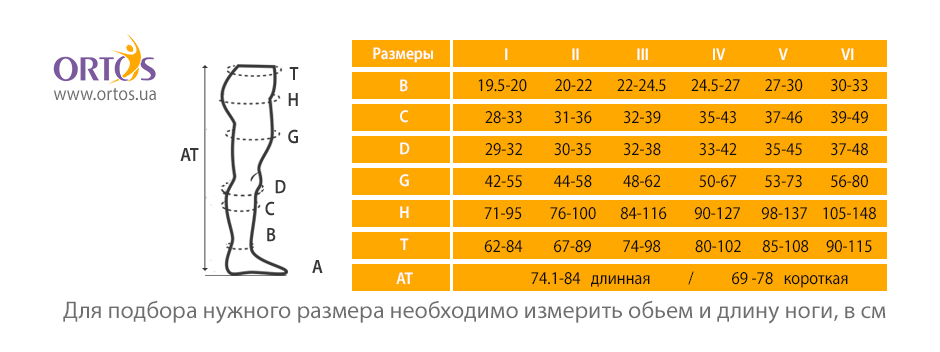 ORTOS
www.ortos.ua
T
H
G
AT
D
C
B
A
Размеры I II III IV V VI
B 19.5-20 20-22 22-24.5 24.5-27 27-30 30-33
C 28-33 31-36 32-39 35-43 37-46 39-49
D 29-32 30-35 32-38 33-42 35-45 37-48
G 42-55 44-58 48-62 50-67 53-73 56-80
H 71-95 76-100 84-116 90-127 98-137 105-148
T 62-84 67-89 74-98 80-102 85-108 90-115
AT 74.1-84 длинная / 69 -78 короткая
Для подбора нужного размера необходимо измерить обьем и длину ноги, в см